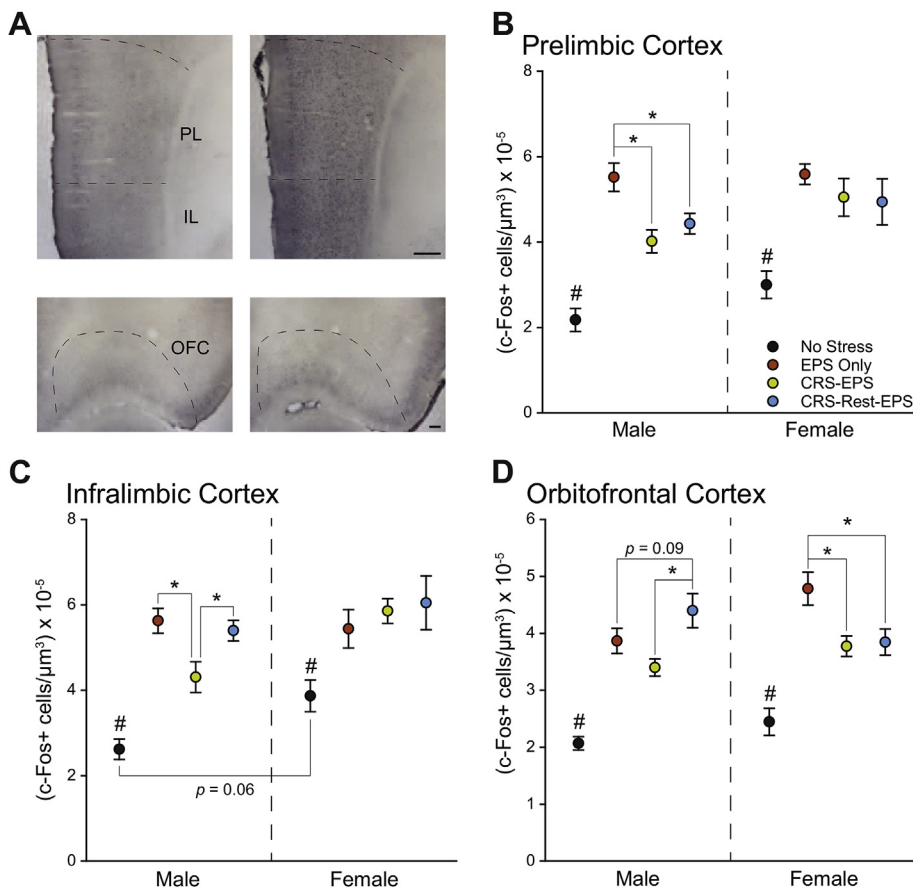 A
PL
IL
OFC
B
Prelimbic Cortex
(c-Fos+ cells/µm³) x 10⁻⁵
8
6
4
2
0
*
*
#
#
No Stress
EPS Only
CRS-EPS
CRS-Rest-EPS
Male
Female
C
Infralimbic Cortex
(c-Fos+ cells/µm³) x 10⁻⁵
8
6
4
2
0
*
*
#
#
p = 0.06
Male
Female
D
Orbitofrontal Cortex
(c-Fos+ cells/µm³) x 10⁻⁵
6
5
4
3
2
1
0
p = 0.09
*
*
*
#
#
Male
Female